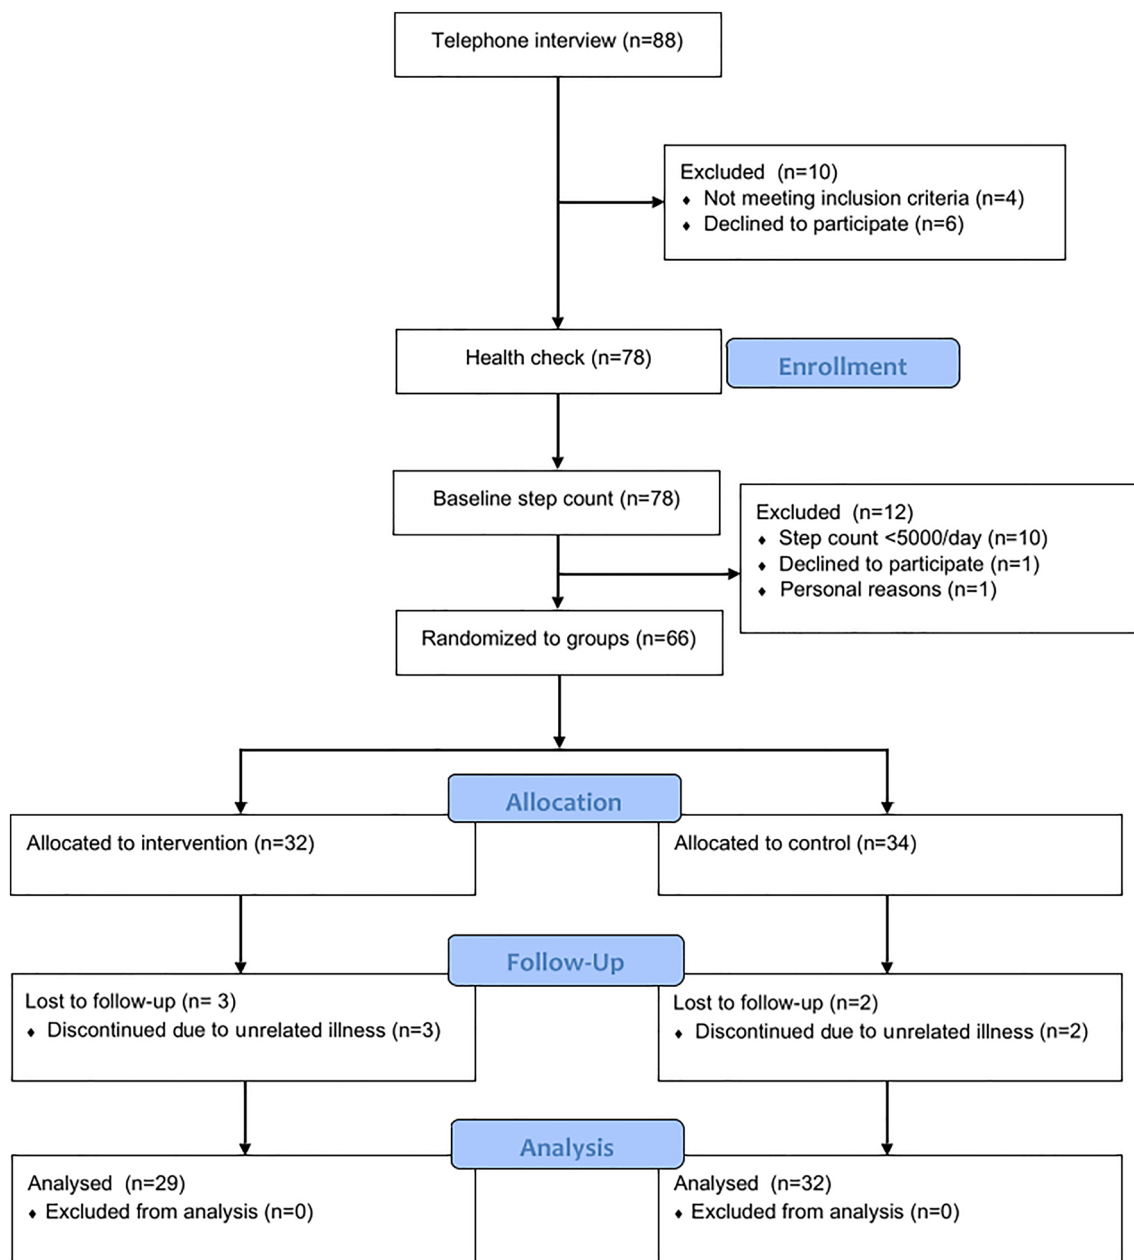 Telephone interview (n=88)
Excluded (n=10)
♦ Not meeting inclusion criteria (n=4)
♦ Declined to participate (n=6)
Health check (n=78)
Enrollment
Baseline step count (n=78)
Excluded (n=12)
♦ Step count <5000/day (n=10)
♦ Declined to participate (n=1)
♦ Personal reasons (n=1)
Randomized to groups (n=66)
Allocation
Allocated to intervention (n=32)
Allocated to control (n=34)
Follow-Up
Lost to follow-up (n= 3)
♦ Discontinued due to unrelated illness (n=3)
Lost to follow-up (n=2)
♦ Discontinued due to unrelated illness (n=2)
Analysis
Analysed (n=29)
♦ Excluded from analysis (n=0)
Analysed (n=32)
♦ Excluded from analysis (n=0)